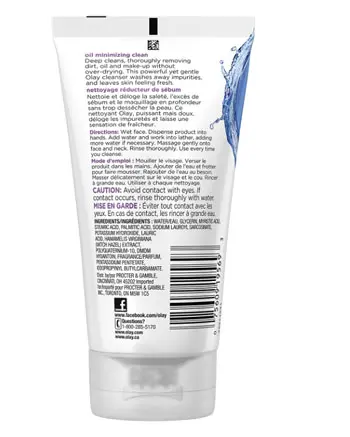 oil minimizing clean
Deep cleans, thoroughly removing
dirt, oil and make-up without
over-drying. This powerful yet gentle
Olay cleanser washes away impurities,
and leaves skin feeling fresh.
nettoyage réducteur de sébum
Nettoie et déloge la saleté, l'excès de
sébum et le maquillage en profondeur
sans trop dessécher la peau. Ce
nettoyant Olay, puissant mais doux,
déloge les impuretés et laisse une
sensation de fraîcheur.
Directions: Wet face. Dispense product into
hands. Add water and work into lather, adding
more water if necessary. Massage gently onto
face and neck. Rinse thoroughly. Use every time
you cleanse.
Mode d'emploi : Mouiller le visage. Verser le
produit dans les mains. Ajouter de l'eau et frotter
pour faire mousser. Rajouter de l'eau au besoin.
Masser délicatement sur le visage et le cou. Rincer
à grande eau. Utiliser à chaque nettoyage
CAUTION: Avoid contact with eyes. If
contact occurs, rinse thoroughly with water
MISE EN GARDE : Éviter tout contact avec les
yeux. En cas de contact, les rincer à grande eau.
INGREDIENTS/INGRÉDIENTS: WATER/EAU, GLYCERIN, MYRISTIC ACID,
STEARIC ACID, PALMITIC ACID, SODIUM LAUROYL SARCOSINATE,
POTASSIUM HYDROXIDE, LAURIC
ACID, HAMAMELIS VIRGINIANA
(WITCH HAZEL) EXTRACT,
POLYQUATERNIUM-10, DMDM
HYDANTOIN, FRAGRANCE/PARFUM,
PENTASODIUM PENTETATE,
IODOPROPYNYL BUTYLCARBAMATE.
Dist. by/par
PROCTER & GAMBLE,
CINCINNATI,
OH 45202 Imported
by/Importé par PROCTER & GAMBLE
INC., TORONTO, ON M5W 1C5
f
www.facebook.com/olay
Questions?
1-800-285-5170
www.olay.com
www.olay.ca